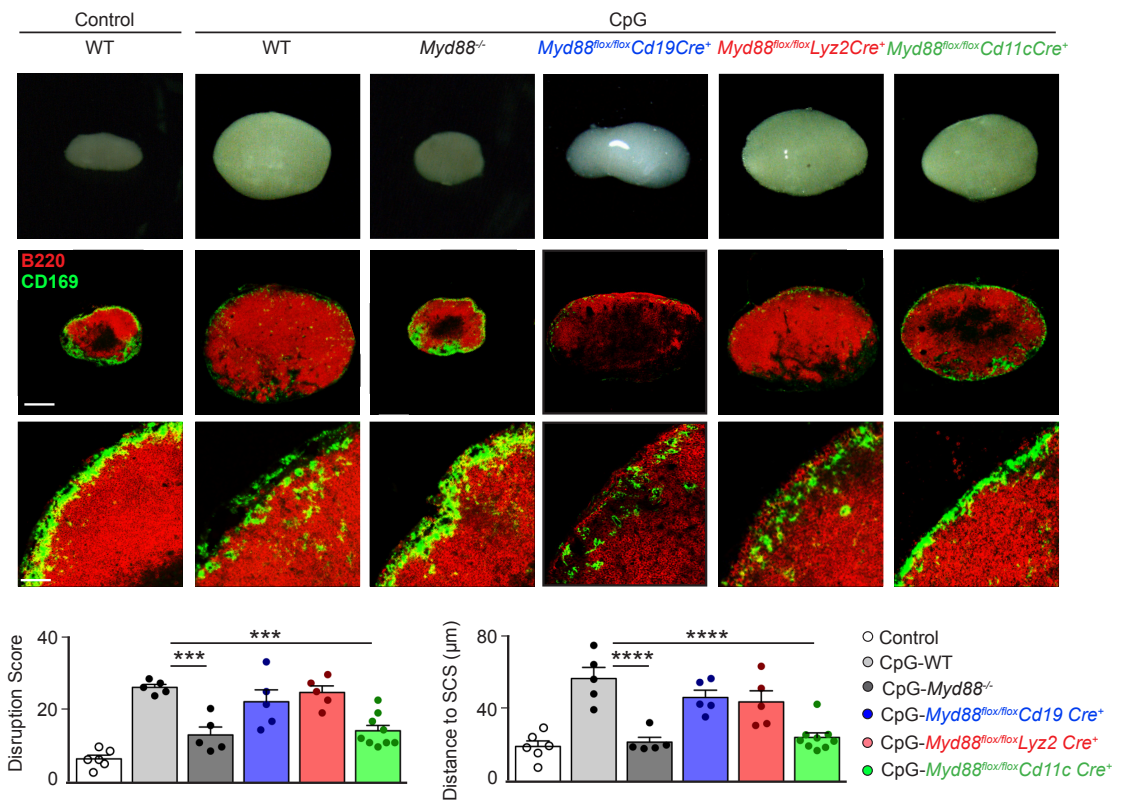 Control
CpG
WT
WT
Myd88-/-
Myd88flox/floxCd19Cre+
Myd88flox/floxLyz2Cre+
Myd88flox/floxCd11cCre+
B220
CD169
Disruption Score
40
20
0
***
***
Distance to SCS (µm)
80
40
0
****
****
Control
CpG-WT
CpG-Myd88-/-
CpG-Myd88flox/floxCd19 Cre+
CpG-Myd88flox/floxLyz2 Cre+
CpG-Myd88flox/floxCd11c Cre+